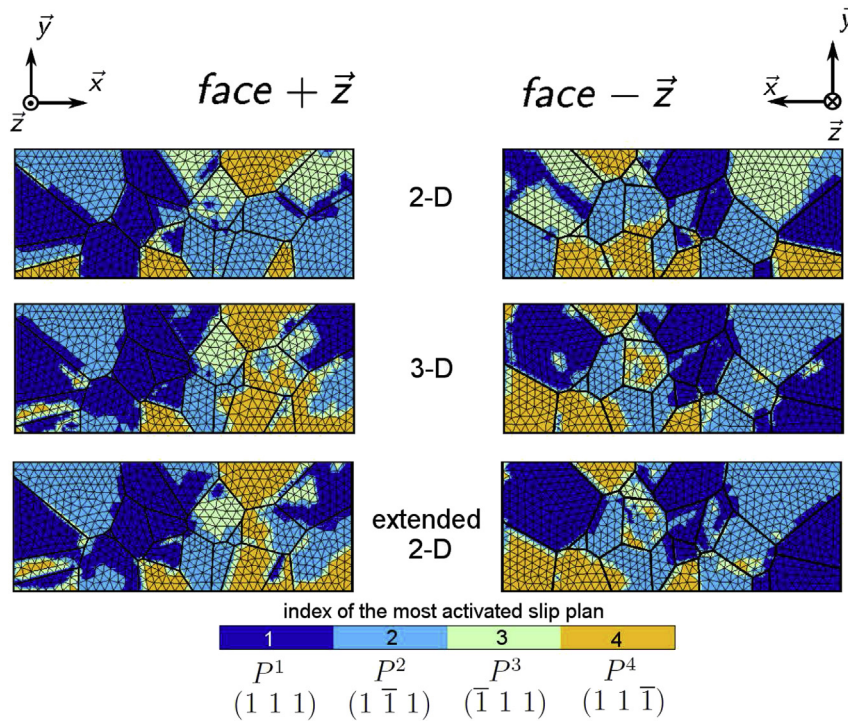 y⃗ x⃗ z⃗ face + z⃗ face − z⃗ y⃗ x⃗ z⃗
2-D
3-D
extended
2-D
index of the most activated slip plan
1 2 3 4
P¹ P² P³ P⁴
(1 1 1) (1 1̅ 1) (1̅ 1 1) (1 1 1̅)